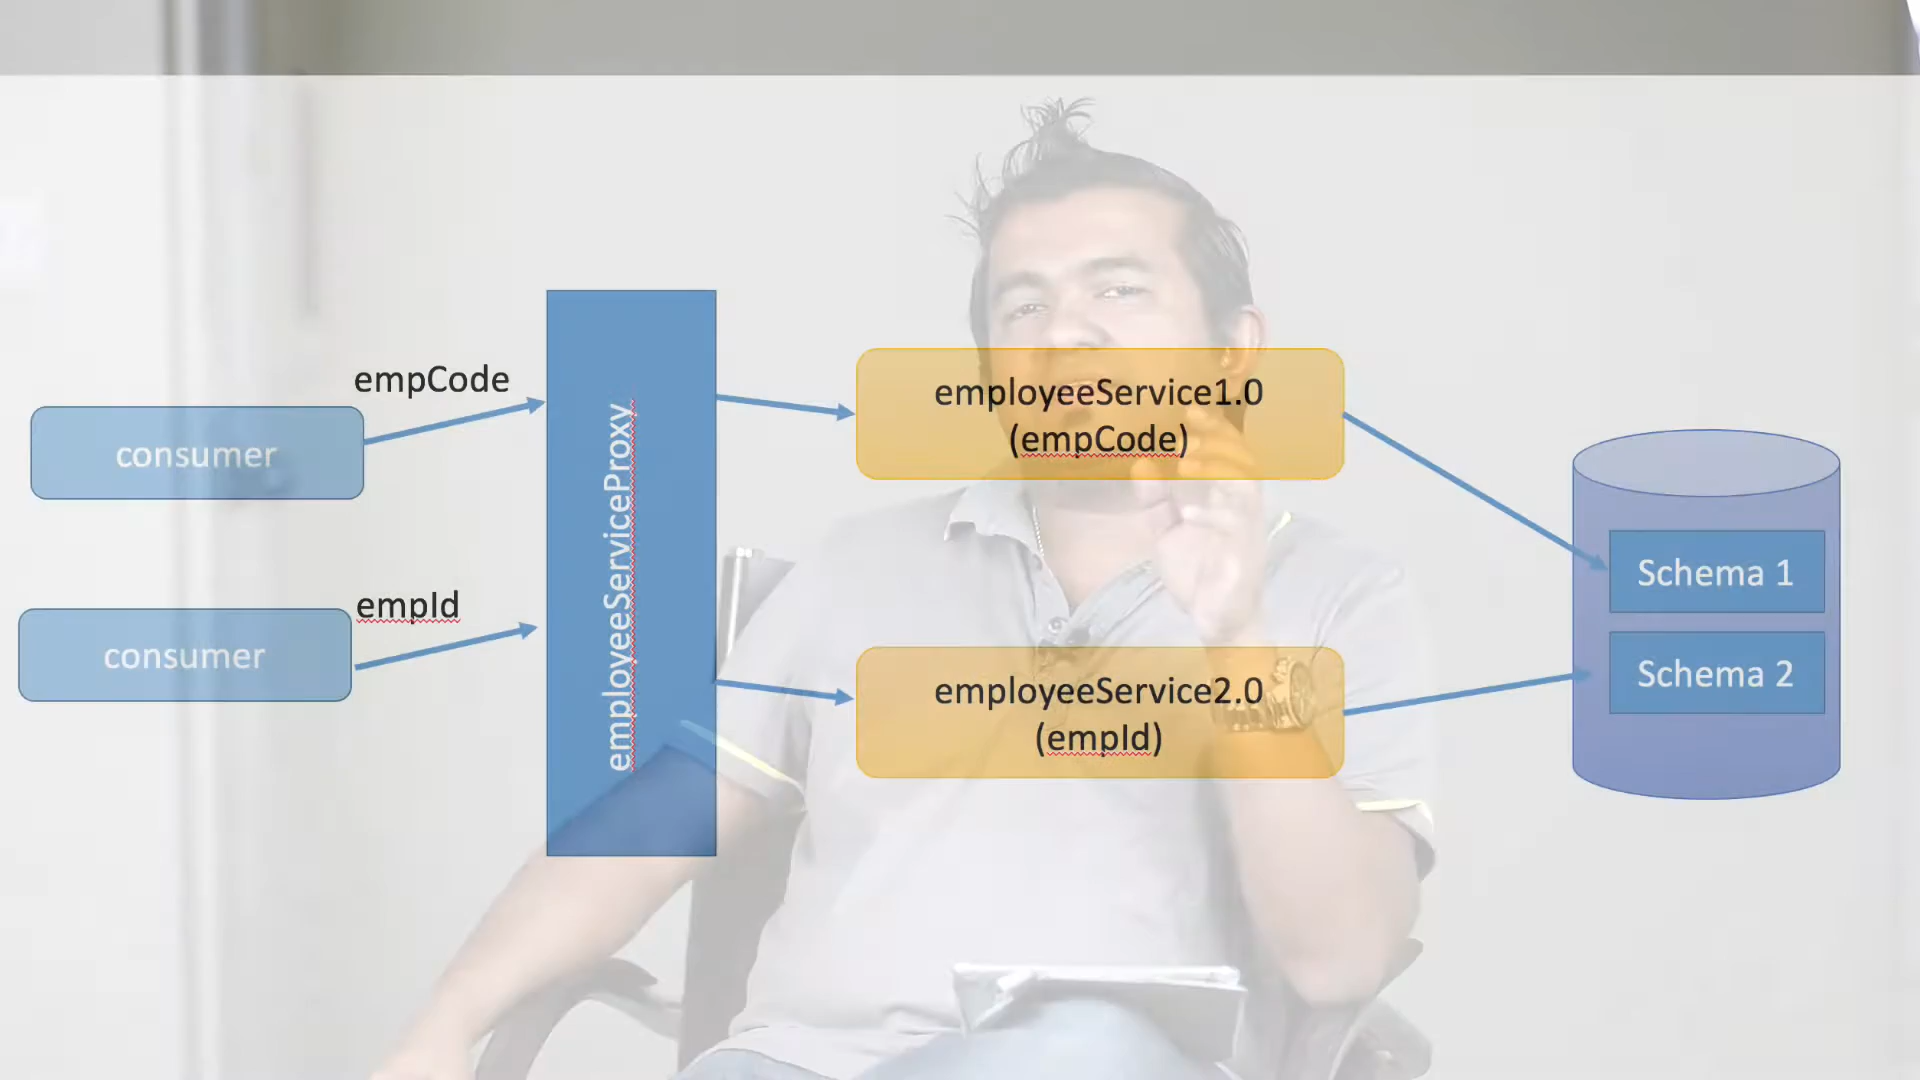 empCode
consumer
empId
consumer
employeeServiceProxy
employeeService1.0
(empCode)
employeeService2.0
(empId)
Schema 1
Schema 2